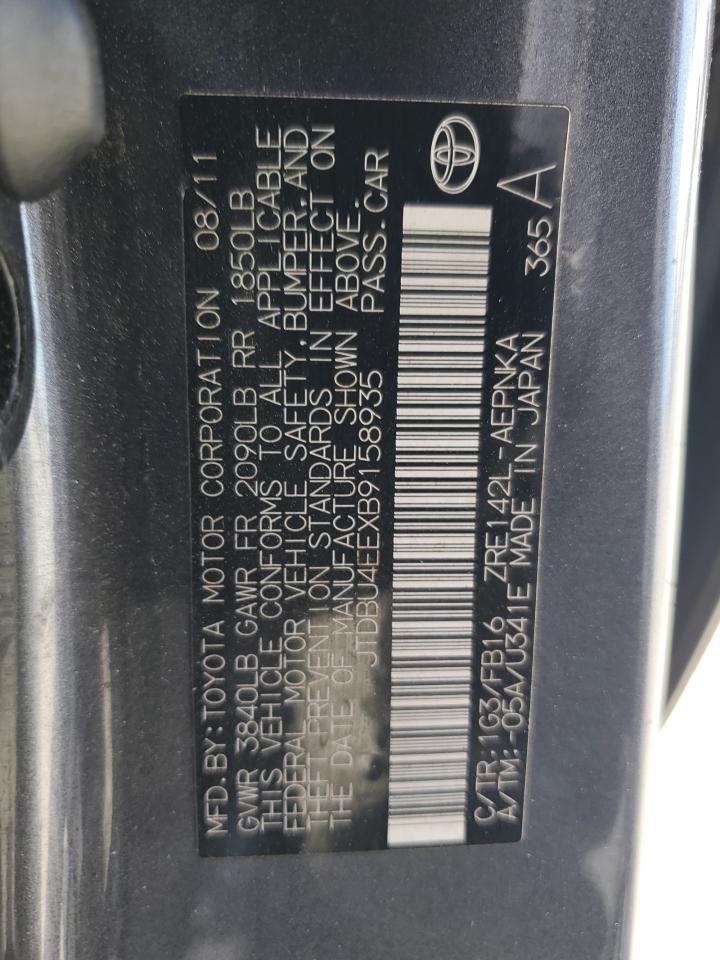 MFD.BY:TOYOTA MOTOR CORPORATION 08/11
GVWR 3840LB GAWR FR 2090LB RR 1850LB
THIS VEHICLE CONFORMS TO ALL APPLICABLE
FEDERAL MOTOR VEHICLE SAFETY,BUMPER,AND
THEFT PREVENTION STANDARDS IN EFFECT ON
THE DATE OF MANUFACTURE SHOWN ABOVE.
JTDBU4EEXB9158935 PASS.CAR
C/TR:1G3/FB16 ZRE142L-AEPNKA
A/TM:-05A/U341E MADE IN JAPAN 365 A